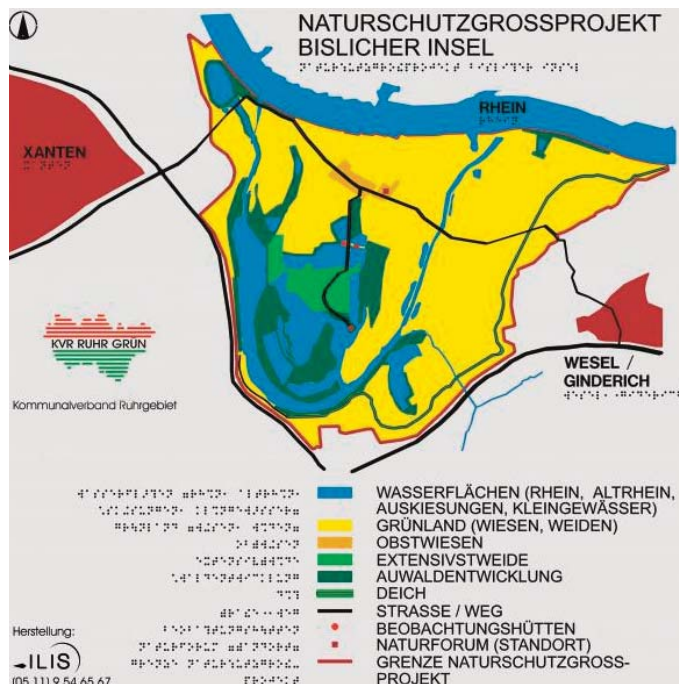 NATURSCHUTZGROSSPROJEKT
BISLICHER INSEL
RHEIN
XANTEN
KVR RUHR GRÜN
Kommunalverband Ruhrgebiet
WESEL /
GINDERICH
WASSERFLÄCHEN (RHEIN, ALTRHEIN,
AUSKIESUNGEN, KLEINGEWÄSSER)
GRÜNLAND (WIESEN, WEIDEN)
OBSTWIESEN
EXTENSIVSTWEIDE
AUWALDENTWICKLUNG
DEICH
STRASSE / WEG
BEOBACHTUNGSHÜTTEN
NATURFORUM (STANDORT)
GRENZE NATURSCHUTZGROSS-
PROJEKT
Herstellung:
ILIS
(05 11) 9 54 65 67